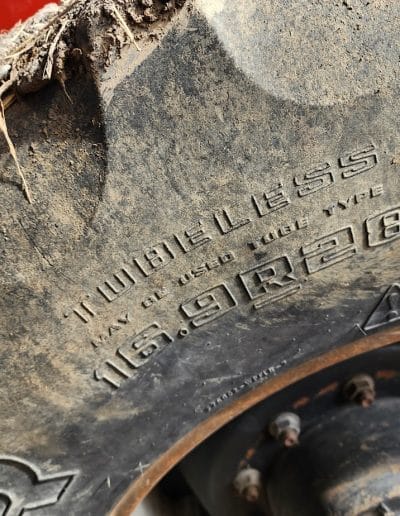 TUBELESS
MAY BE USED TUBE TYPE
16.9R28